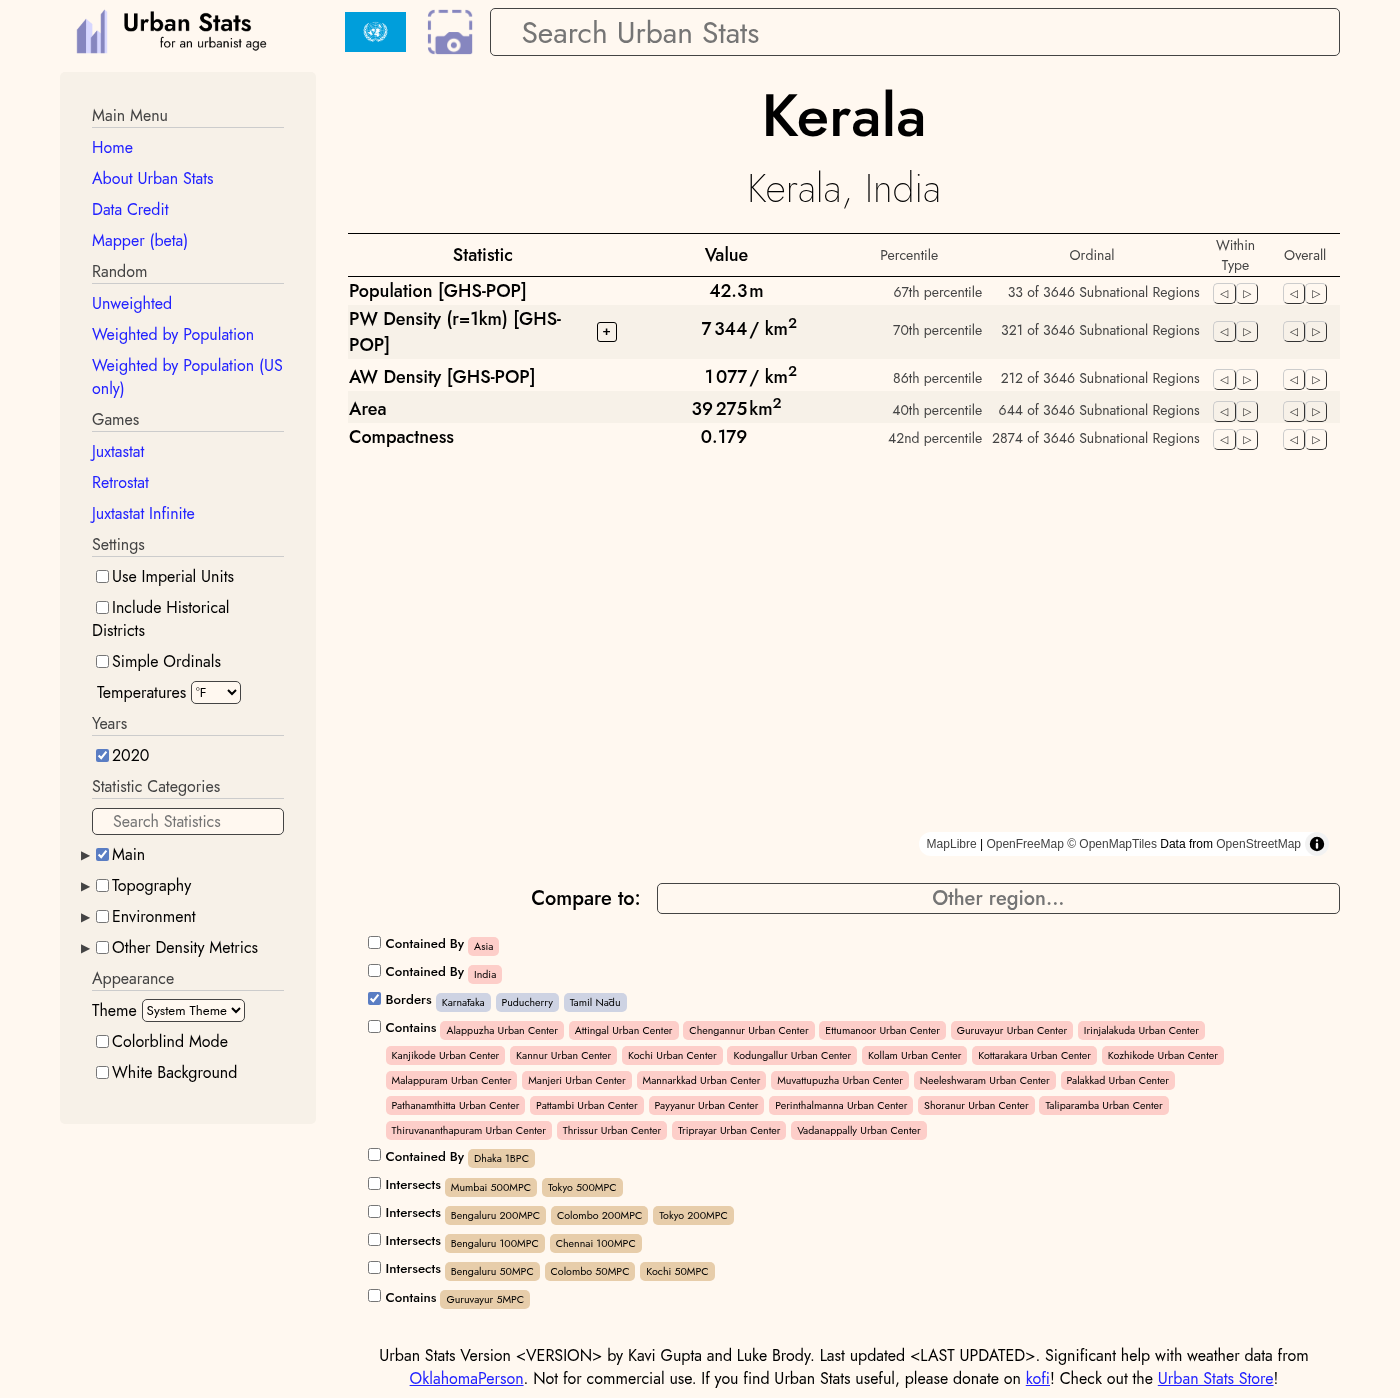 Urban Stats
for an urbanist age
Search Urban Stats
Main Menu
Home
About Urban Stats
Data Credit
Mapper (beta)
Random
Unweighted
Weighted by Population
Weighted by Population (US
only)
Games
Juxtastat
Retrostat
Juxtastat Infinite
Settings
Use Imperial Units
Include Historical
Districts
Simple Ordinals
Temperatures °F
Years
2020
Statistic Categories
Search Statistics
Main
Topography
Environment
Other Density Metrics
Appearance
Theme System Theme
Colorblind Mode
White Background
Kerala
Kerala, India
Statistic Value Percentile Ordinal Within Type Overall
Population [GHS-POP] 42.3 m 67th percentile 33 of 3646 Subnational Regions
PW Density (r=1km) [GHS-
POP] + 7 344 / km² 70th percentile 321 of 3646 Subnational Regions
AW Density [GHS-POP] 1 077 / km² 86th percentile 212 of 3646 Subnational Regions
Area 39 275 km² 40th percentile 644 of 3646 Subnational Regions
Compactness 0.179 42nd percentile 2874 of 3646 Subnational Regions
MapLibre | OpenFreeMap © OpenMapTiles Data from OpenStreetMap
Compare to: Other region...
Contained By Asia
Contained By India
Borders Karnātaka Puducherry Tamil Nādu
Contains Alappuzha Urban Center Attingal Urban Center Chengannur Urban Center Ettumanoor Urban Center Guruvayur Urban Center Irinjalakuda Urban Center
Kanjikode Urban Center Kannur Urban Center Kochi Urban Center Kodungallur Urban Center Kollam Urban Center Kottarakara Urban Center Kozhikode Urban Center
Malappuram Urban Center Manjeri Urban Center Mannarkkad Urban Center Muvattupuzha Urban Center Neeleshwaram Urban Center Palakkad Urban Center
Pathanamthitta Urban Center Pattambi Urban Center Payyanur Urban Center Perinthalmanna Urban Center Shoranur Urban Center Taliparamba Urban Center
Thiruvananthapuram Urban Center Thrissur Urban Center Triprayar Urban Center Vadanappally Urban Center
Contained By Dhaka 1BPC
Intersects Mumbai 500MPC Tokyo 500MPC
Intersects Bengaluru 200MPC Colombo 200MPC Tokyo 200MPC
Intersects Bengaluru 100MPC Chennai 100MPC
Intersects Bengaluru 50MPC Colombo 50MPC Kochi 50MPC
Contains Guruvayur 5MPC
Urban Stats Version <VERSION> by Kavi Gupta and Luke Brody. Last updated <LAST UPDATED>. Significant help with weather data from
OklahomaPerson. Not for commercial use. If you find Urban Stats useful, please donate on kofi! Check out the Urban Stats Store!